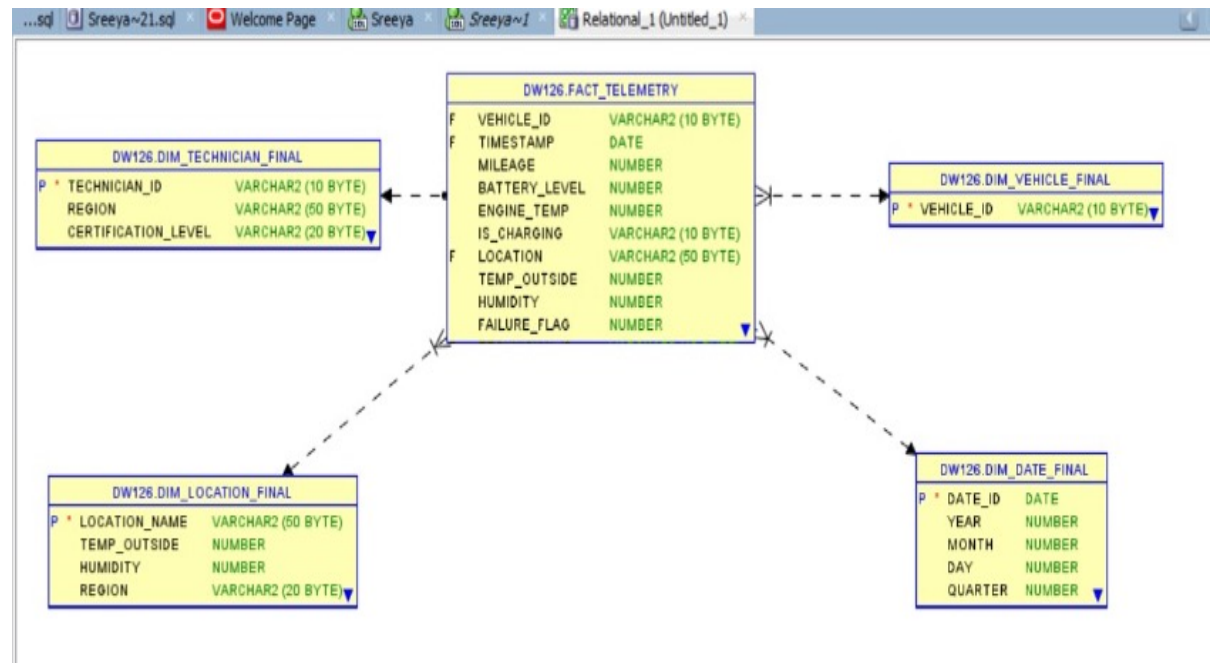 ...sql Sreeya~21.sql Welcome Page Sreeya Sreeya~1 Relational_1 (Untitled_1)
DW126.FACT_TELEMETRY
F VEHICLE_ID VARCHAR2 (10 BYTE)
F TIMESTAMP DATE
MILEAGE NUMBER
BATTERY_LEVEL NUMBER
ENGINE_TEMP NUMBER
IS_CHARGING VARCHAR2 (10 BYTE)
F LOCATION VARCHAR2 (50 BYTE)
TEMP_OUTSIDE NUMBER
HUMIDITY NUMBER
FAILURE_FLAG NUMBER
DW126.DIM_TECHNICIAN_FINAL
P * TECHNICIAN_ID VARCHAR2 (10 BYTE)
REGION VARCHAR2 (50 BYTE)
CERTIFICATION_LEVEL VARCHAR2 (20 BYTE)
DW126.DIM_VEHICLE_FINAL
P * VEHICLE_ID VARCHAR2 (10 BYTE)
DW126.DIM_LOCATION_FINAL
P * LOCATION_NAME VARCHAR2 (50 BYTE)
TEMP_OUTSIDE NUMBER
HUMIDITY NUMBER
REGION VARCHAR2 (20 BYTE)
DW126.DIM_DATE_FINAL
P * DATE_ID DATE
YEAR NUMBER
MONTH NUMBER
DAY NUMBER
QUARTER NUMBER